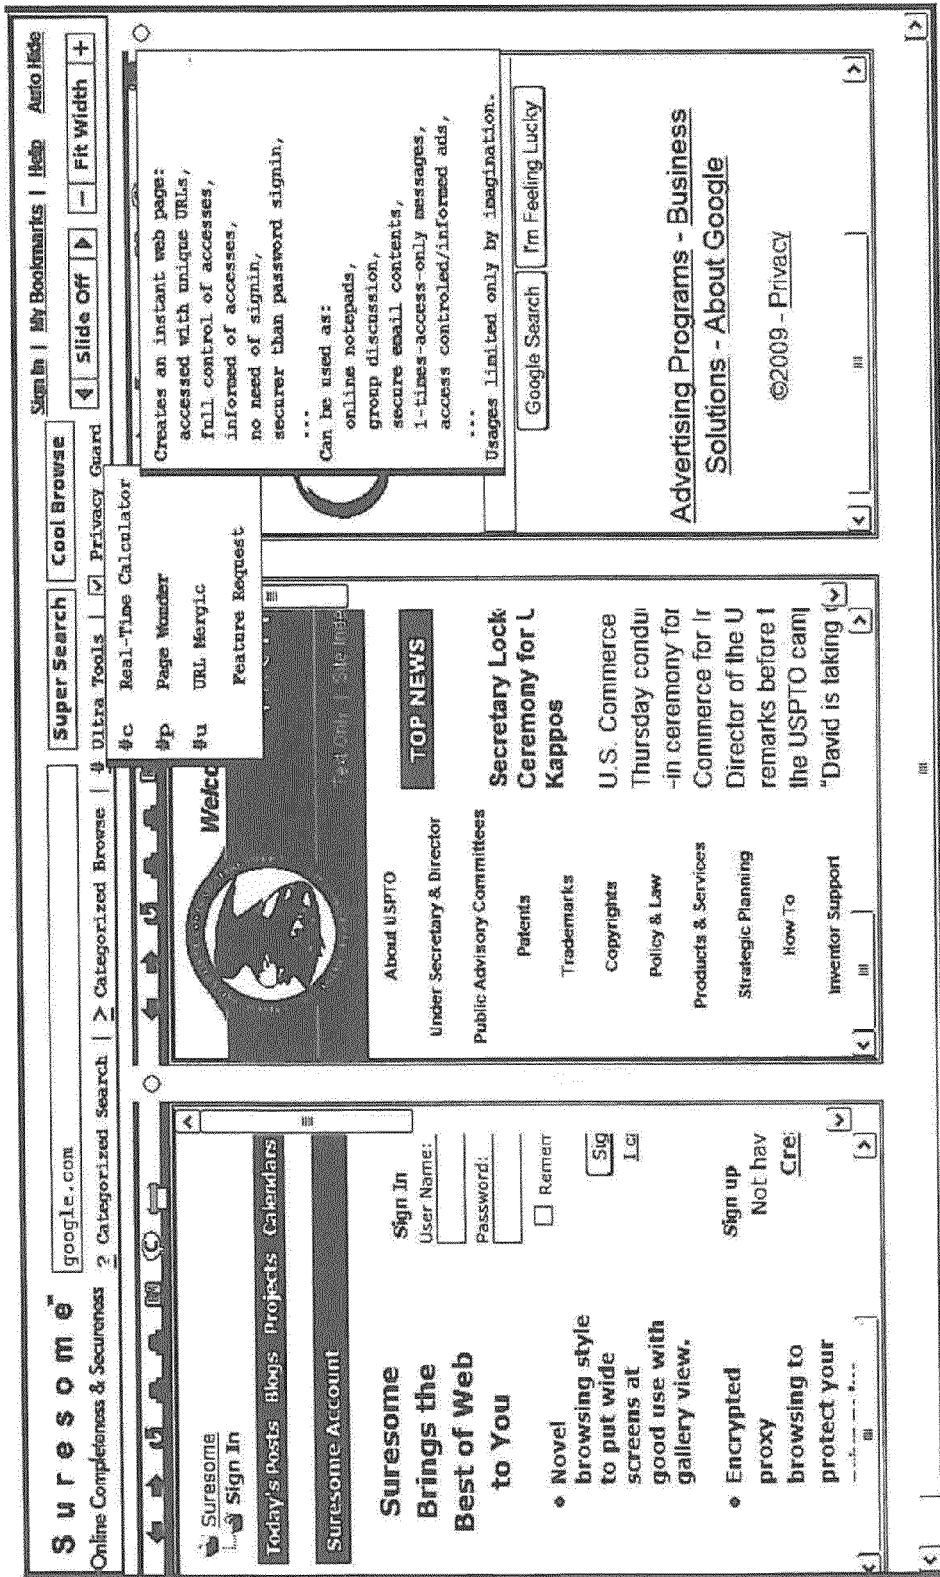 Sign In | My Bookmarks | Help Auto Hide
S u r e s o m e ™
google.com
Super Search
Cool Browse
Slide Off
− Fit Width +
Online Completeness & Secureness
? Categorized Search | > Categorized Browse | # Ultra Tools | Privacy Guard
#c Real-Time Calculator
#p Page Wonder
#u URL Mergic
Feature Request
Creates an instant web page:
accessed with unique URLs,
full control of accesses,
informed of accesses,
no need of signin,
securer than password signin,
...
Can be used as:
online notepads,
group discussion,
secure email contents,
1-times-access-only messages,
access controled/informed ads,
...
Usages limited only by imagination.
Suresome
Sign In
Today's Posts Blogs Projects Calendars
Suresome Account
Suresome
Brings the
Best of Web
to You
• Novel
browsing style
to put wide
screens at
good use with
gallery view.
• Encrypted
proxy
browsing to
protect your
Sign In
User Name:
Password:
Remem
Sig
I c
Sign up
Not hav
Cre
Welco
Text Only | Site Inde
About USPTO
Under Secretary & Director
Public Advisory Committees
Patents
Trademarks
Copyrights
Policy & Law
Products & Services
Strategic Planning
How To
Inventor Support
TOP NEWS
Secretary Lock
Ceremony for U
Kappos
U.S. Commerce
Thursday condu
-in ceremony for
Commerce for Ir
Director of the U
remarks before t
the USPTO camp
"David is taking
Google Search
I'm Feeling Lucky
Advertising Programs - Business
Solutions - About Google
©2009 - Privacy